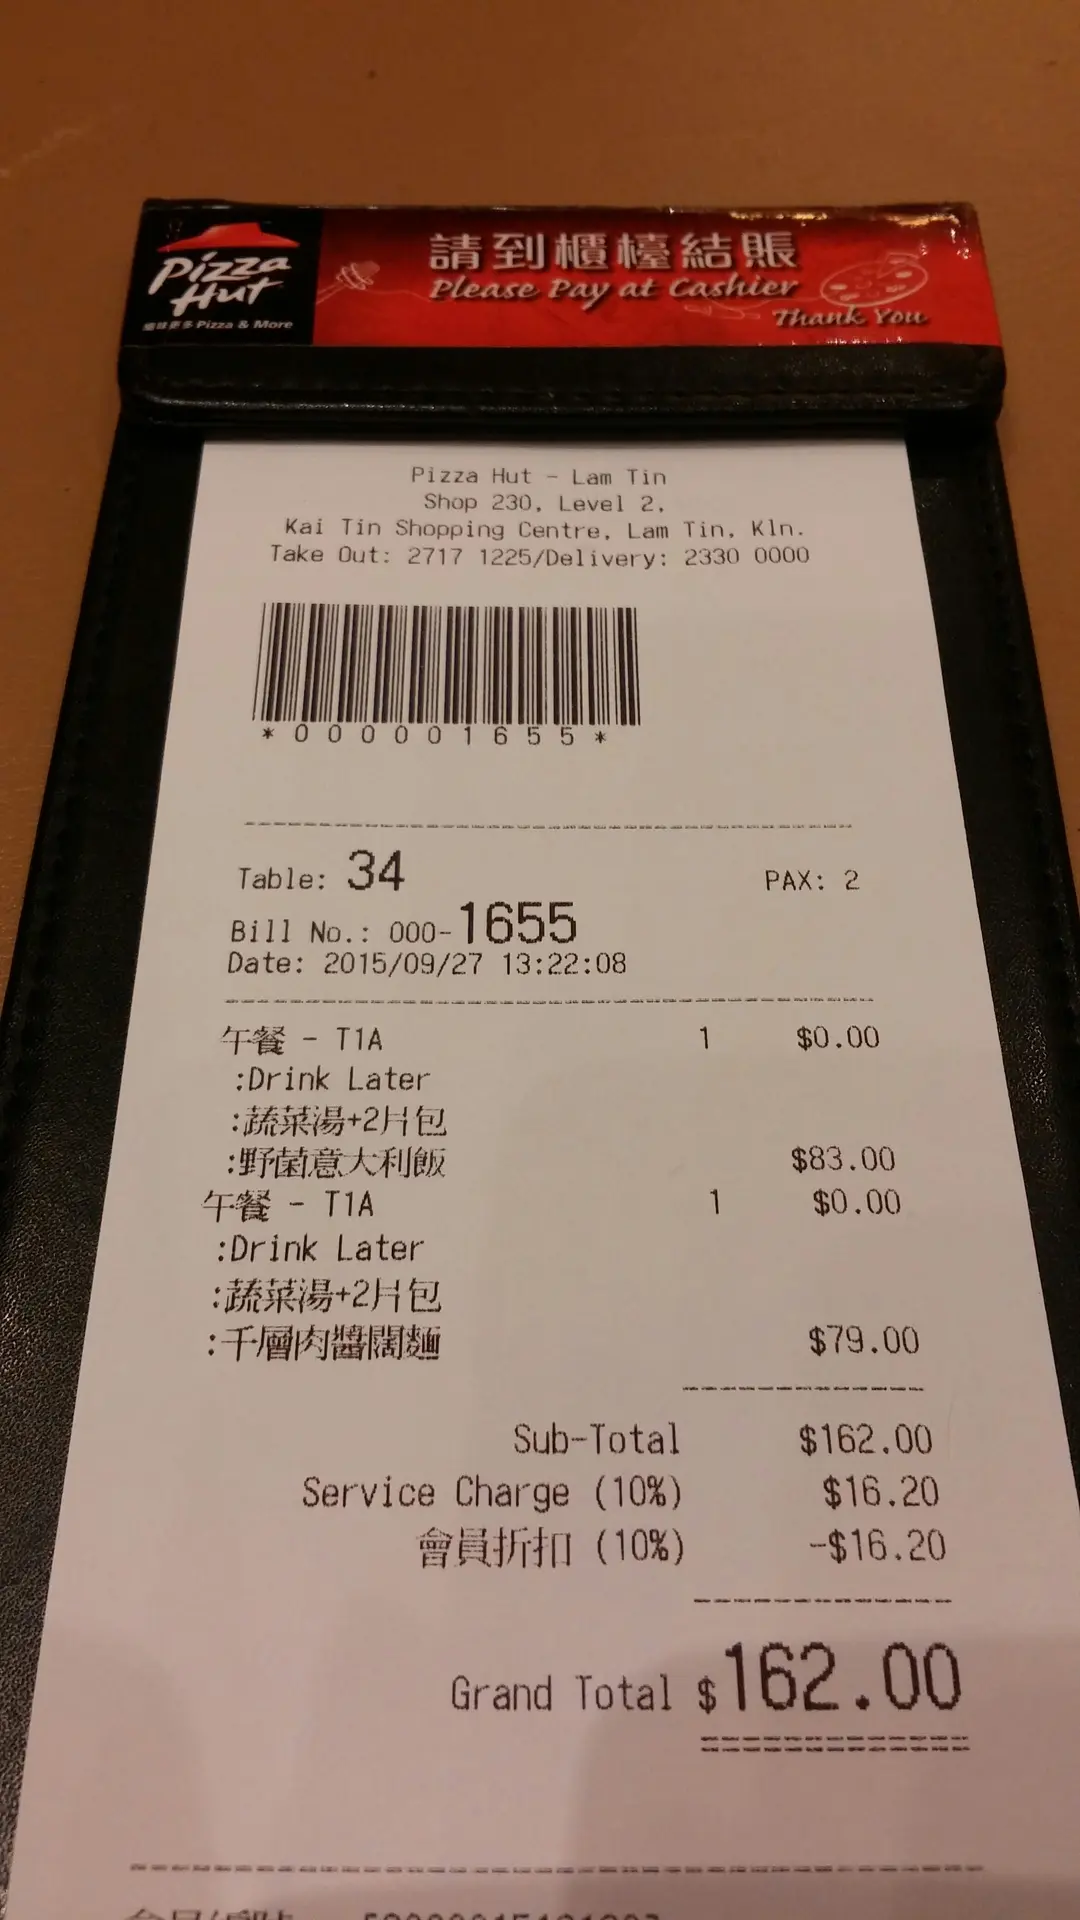 Pizza Hut
Pizza & More
請到櫃檯結賬
Please Pay at Cashier
Thank You
Pizza Hut - Lam Tin
Shop 230, Level 2,
Kai Tin Shopping Centre, Lam Tin, Kln.
Take Out: 2717 1225/Delivery: 2330 0000
*000001655*
Table: 34 PAX: 2
Bill No.: 000-1655
Date: 2015/09/27 13:22:08
午餐 - T1A 1 $0.00
:Drink Later
:蔬菜湯+2片包
:野菌意大利飯 $83.00
午餐 - T1A 1 $0.00
:Drink Later
:蔬菜湯+2片包
:千層肉醬闊麵 $79.00
Sub-Total $162.00
Service Charge (10%) $16.20
會員折扣 (10%) -$16.20
Grand Total $162.00